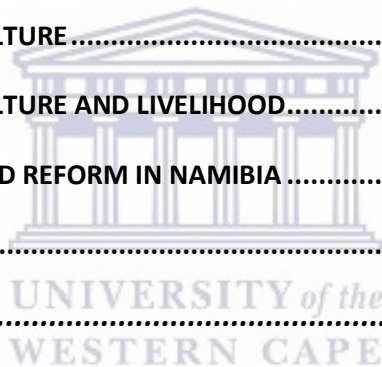 LTURE ........................................
LTURE AND LIVELIHOOD............
D REFORM IN NAMIBIA ............
..................................................
UNIVERSITY of the
..................................................
WESTERN CAPE